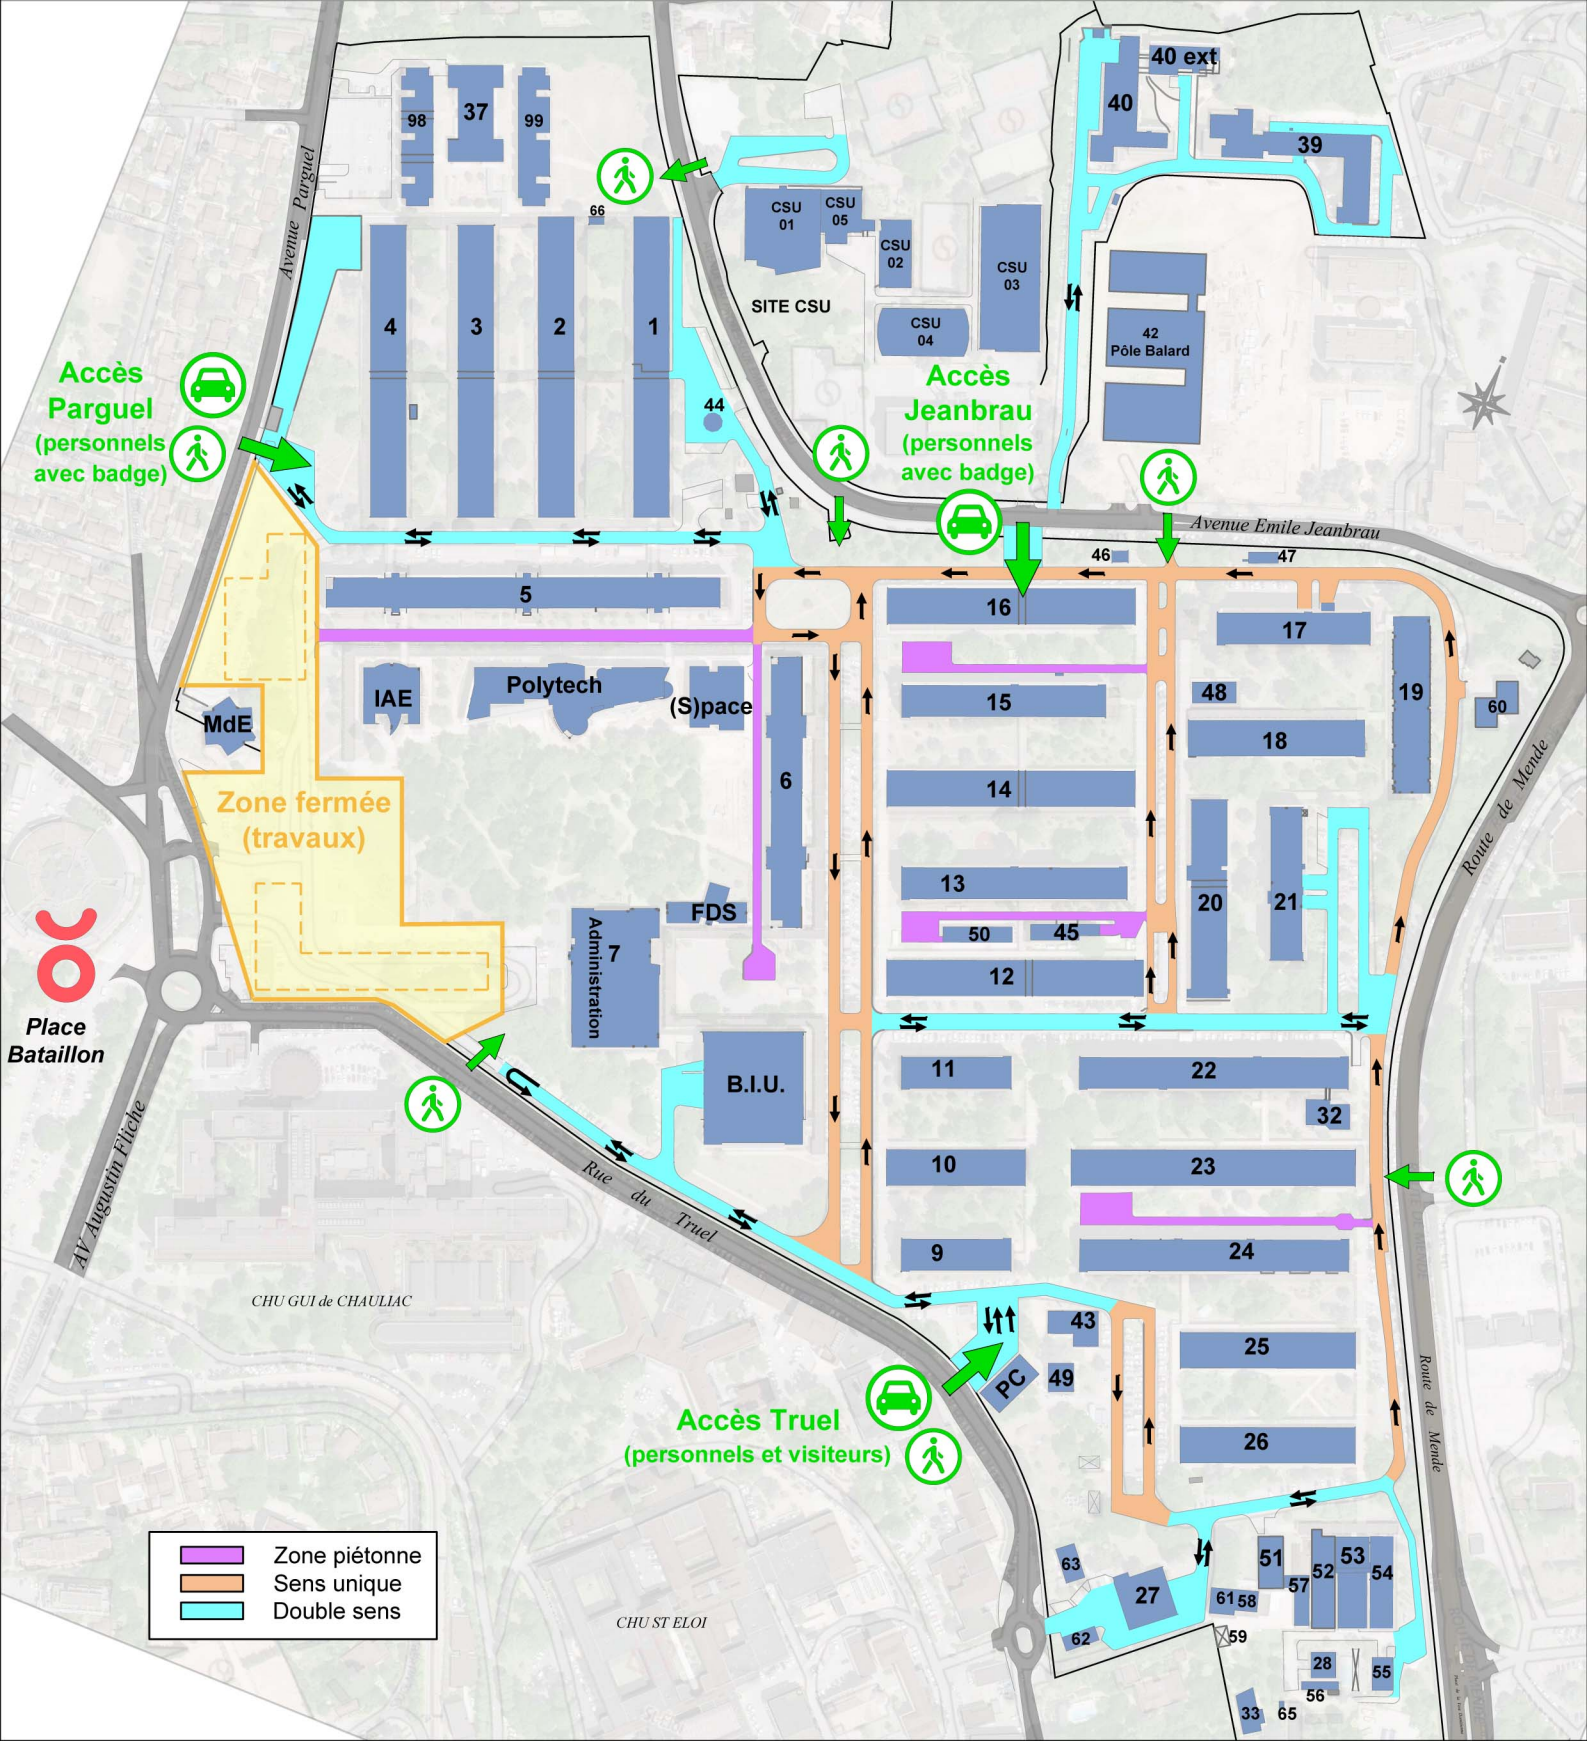 40 ext
40
37
98
99
39
Avenue Parguel
66
CSU
01
CSU
05
CSU
02
CSU
03
SITE CSU
CSU
04
42
Pôle Balard
4
3
2
1
44
Accès
Parguel
(personnels
avec badge)
Accès
Jeanbrau
(personnels
avec badge)
Avenue Emile Jeanbrau
46
47
5
16
17
IAE
Polytech
(S)pace
MdE
15
48
19
60
18
6
14
Zone fermée
(travaux)
Route de Mende
13
20
21
FDS
7
Administration
50
45
12
Place
Bataillon
11
22
B.I.U.
32
AV Augustin Fliche
10
23
Rue du Truel
9
24
CHU GUI de CHAULIAC
43
25
49
PC
Route de Mende
Accès Truel
(personnels et visiteurs)
26
Zone piétonne
Sens unique
Double sens
63
27
51
52
53
54
57
61
58
62
59
CHU ST ELOI
28
55
56
33
65